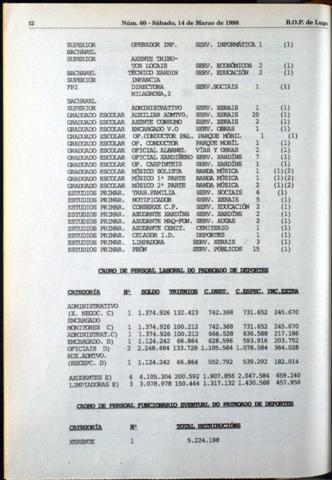 12 Núm. 60 - Sábado, 14 de Marzo de 1998 B.O.P. de Lugo
SUPERIOR OPERADOR INF. SERV. INFORMÁTICA 1 (1)
BACHAREL
SUPERIOR AXENTE TRIBU-
TOS LOCAIS SERV. ECONÓMICOS 2 (1)
BACHAREL TÉCNICO XARDIN SERV. EDUCACIÓN 2 (1)
SUPERIOR INFANCIA
FP2 DIRECTORA SERV.SOCIAIS 1 (1)
MILAGROSA,2
BACHAREL
SUPERIOR ADMINISTRATIVO SERV. XERAIS 1 (1)
GRADUADO ESCOLAR AUXILIAR ADMTVO. SERV. XERAIS 20 (1)
GRADUADO ESCOLAR AXENTE CONSUMO SERV. XERAIS 2 (1)
GRADUADO ESCOLAR ENCARGADO V.O SERV. OBRAS 1 (1)
GRADUADO ESCOLAR OF.CONDUCTOR PAL. PARQUE MÓBIL 1 (1)
GRADUADO ESCOLAR OF. CONDUCTOR PARQUE MÓBIL 1 (1)
GRADUADO ESCOLAR OFICIAL ALBANEL VÍAS Y OBRAS 2 (1)
GRADUADO ESCOLAR OFICIAL XARDIÑERO SERV. XARDÍNS 7 (1)
GRADUADO ESCOLAR OF. CARPINTEIR SERV. XARDÍNS 1 (1)
GRADUADO ESCOLAR MÚSICO SOLISTA BANDA MÚSICA 1 (1)(2)
GRADUADO ESCOLAR MÚSICO 1ª PARTE BANDA MÚSICA 1 (1)(2)
GRADUADO ESCOLAR MÚSICO 2ª PARTE BANDA MÚSICA 1 (1)(2)
ESTUDIOS PRIMAR. TRAB.FAMILIA SERV. SOCIAIS 6 (1)
ESTUDIOS PRIMAR. NOTIFICADOR SERV. XERAIS 5 (1)
ESTUDIOS PRIMAR. CONSERXE C.P. SERV. EDUCACIÓN 2 (1)
ESTUDIOS PRIMAR. AXUDANTE XARDÍNS SERV. XARDÍNS 2 (1)
ESTUDIOS PRIMAR. AXUDANTE MAQ-FON. SERV. AUGAS 2 (1)
ESTUDIOS PRIMAR. AXUDANTE CEMIT. CEMITERIO 1 (1)
ESTUDIOS PRIMAR. CELADOR I.D. DEPORTES 1 (1)
ESTUDIOS PRIMAR. LIMPADORA SERV. XERAIS 3 (1)
ESTUDIOS PRIMAR. PEÓN SERV. PÚBLICOS 15 (1)
CADRO DE PERSOAL LABORAL DO PADROADO DE DEPORTES
CATEGORÍA Nº SOLDO TRIENIOS C.DEST. C.ESPEC. INC.EXTRA
ADMINISTRATIVO
(X. NEGOC. C) 1 1.374.926 132.423 742.368 731.652 245.670
ENCARGADO
MONITORES C) 1 1.374.926 100.212 742.368 731.652 245.670
ADMINISTRAT.C) 1 1.374.926 100.212 666.528 636.588 217.186
ENCARGAD. D) 1 1.124.242 66.864 628.596 593.916 203.752
OFICIAIS D) 2 2.248.484 133.728 1.105.584 1.078.584 364.028
AUX.ADMTVO.
(RECEPC. D) 1 1.124.242 66.864 552.792 539.292 182.014
AXUDANTES E) 4 4.105.304 200.592 1.907.856 2.047.584 659.240
LIMPIADORAS E) 3 3.078.978 150.444 1.317.132 1.430.568 457.950
CADRO DE PERSOAL FUNCIONARIO EVENTUAL DO PATROADO DE DEPORTES
CATEGORÍA Nº TOTAL RETRIBUCIÓNS
XERENTE 1 5.224.198